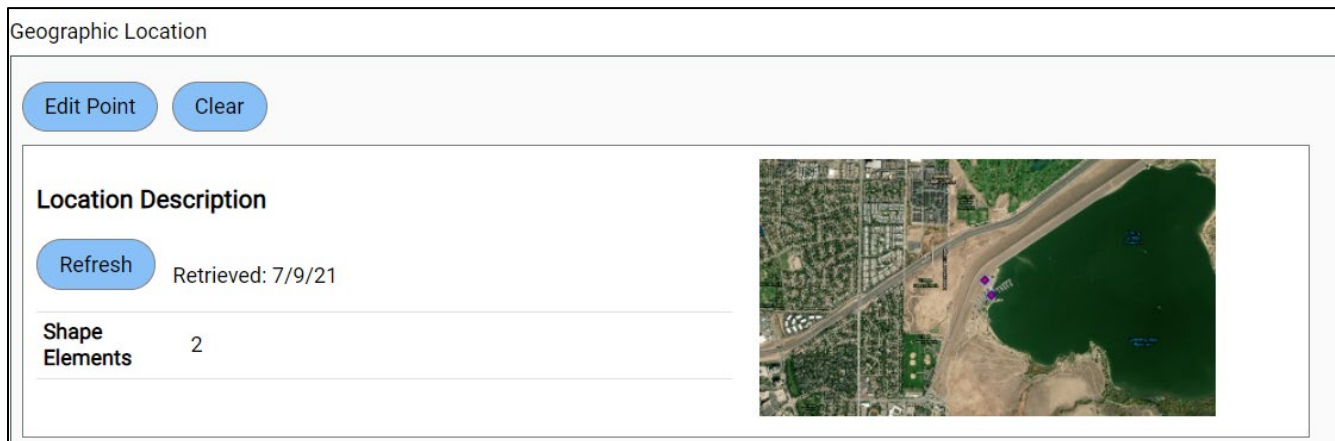 Geographic Location
Edit Point Clear
Location Description
Refresh Retrieved: 7/9/21
Shape
Elements 2